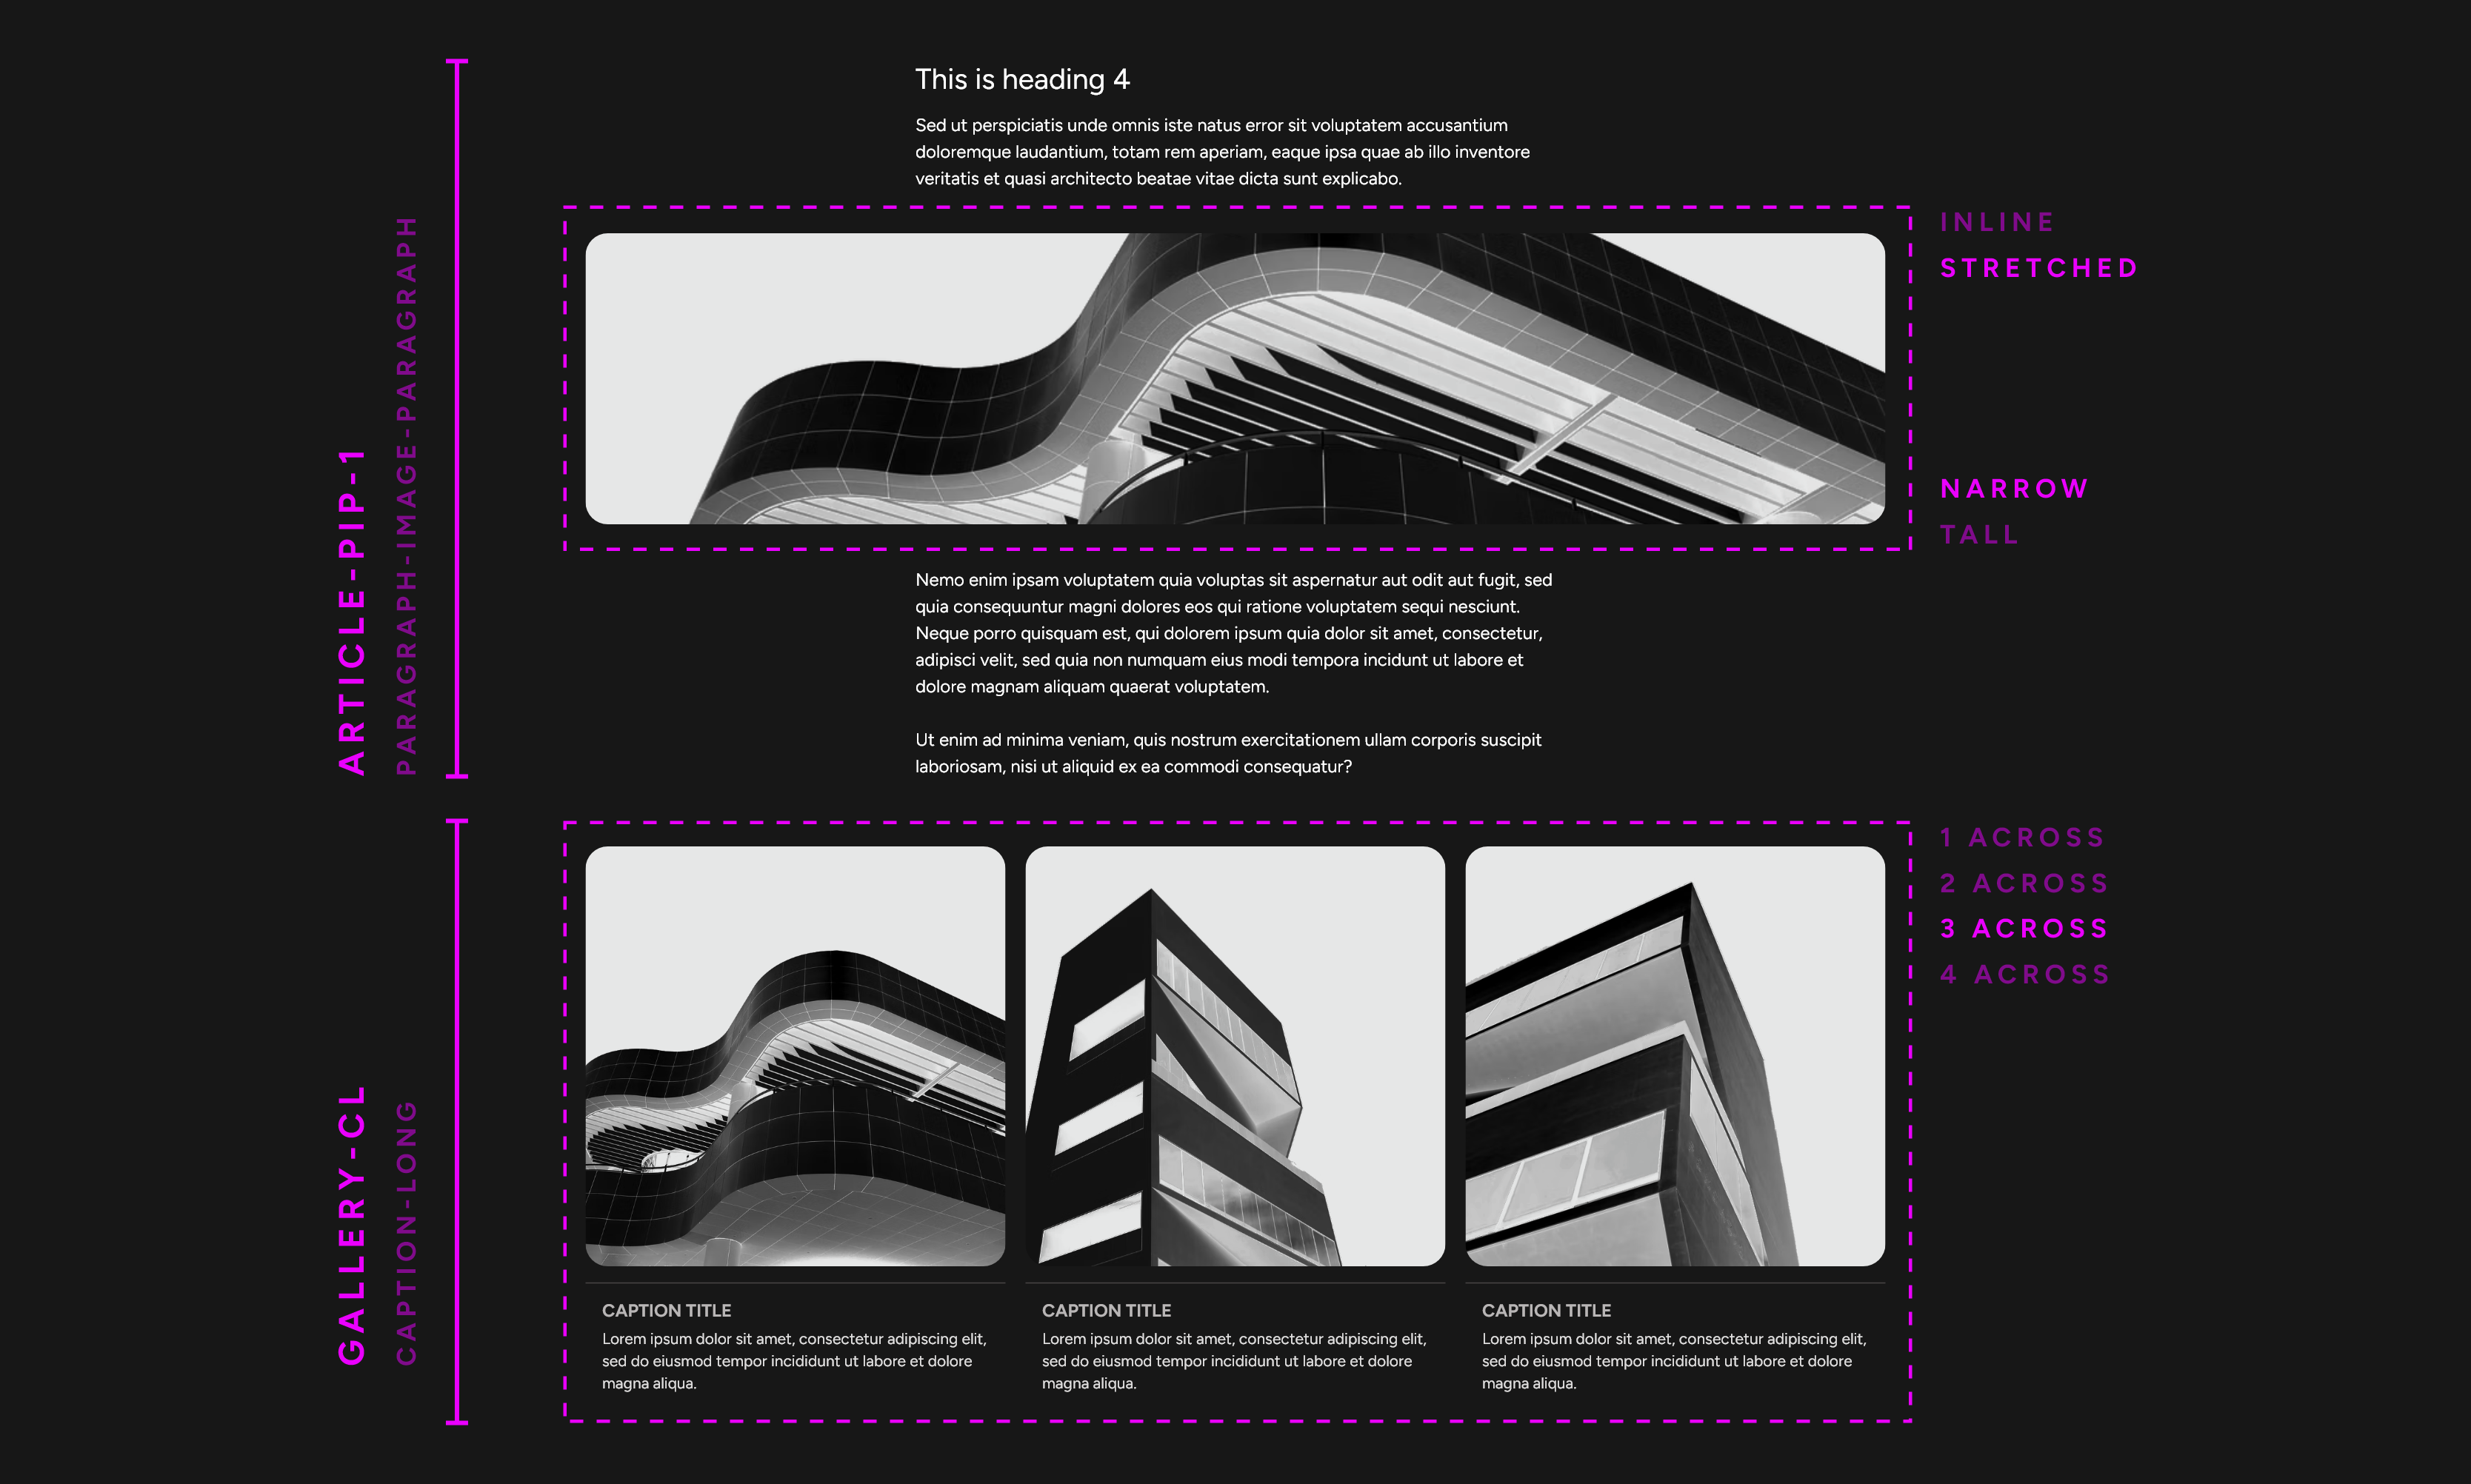 ARTICLE-PIP-1
PARAGRAPH-IMAGE-PARAGRAPH
This is heading 4
Sed ut perspiciatis unde omnis iste natus error sit voluptatem accusantium
doloremque laudantium, totam rem aperiam, eaque ipsa quae ab illo inventore
veritatis et quasi architecto beatae vitae dicta sunt explicabo.
INLINE
STRETCHED
NARROW
TALL
Nemo enim ipsam voluptatem quia voluptas sit aspernatur aut odit aut fugit, sed
quia consequuntur magni dolores eos qui ratione voluptatem sequi nesciunt.
Neque porro quisquam est, qui dolorem ipsum quia dolor sit amet, consectetur,
adipisci velit, sed quia non numquam eius modi tempora incidunt ut labore et
dolore magnam aliquam quaerat voluptatem.
Ut enim ad minima veniam, quis nostrum exercitationem ullam corporis suscipit
laboriosam, nisi ut aliquid ex ea commodi consequatur?
GALLERY-CL
CAPTION-LONG
1 ACROSS
2 ACROSS
3 ACROSS
4 ACROSS
CAPTION TITLE
Lorem ipsum dolor sit amet, consectetur adipiscing elit,
sed do eiusmod tempor incididunt ut labore et dolore
magna aliqua.
CAPTION TITLE
Lorem ipsum dolor sit amet, consectetur adipiscing elit,
sed do eiusmod tempor incididunt ut labore et dolore
magna aliqua.
CAPTION TITLE
Lorem ipsum dolor sit amet, consectetur adipiscing elit,
sed do eiusmod tempor incididunt ut labore et dolore
magna aliqua.